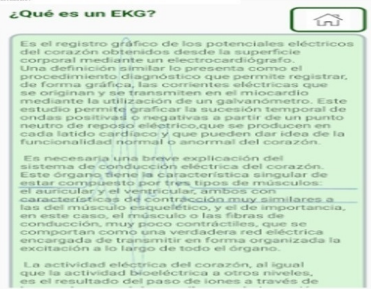 ¿Qué es un EKG?
Es el registro gráfico de los potenciales eléctricos
del corazón obtenidos desde la superficie
corporal mediante un electrocardiógrafo.
Una definición similar lo presenta como el
procedimiento diagnóstico que permite registrar,
de forma gráfica, las corrientes eléctricas que
se originan y se transmiten en el miocardio
mediante la utilización de un galvanómetro. Este
estudio permite graficar la sucesión temporal de
ondas positivas o negativas a partir de un punto
neutro de reposo eléctrico,que se producen en
cada latido cardíaco y que pueden dar idea de la
funcionalidad normal o anormal del corazón.
Es necesaria una breve explicación del
sistema de conducción eléctrica del corazón.
Este órgano tiene la característica singular de
estar compuesto por tres tipos de músculos:
el auricular y el ventricular, ambos con
características de contracción muy similares a
las del músculo esquelético, y el de importancia,
en este caso, el músculo o las fibras de
conducción, muy poco contráctiles, que se
comportan como una verdadera red eléctrica
encargada de transmitir en forma organizada la
excitación a lo largo de todo el órgano.
La actividad eléctrica del corazón, al igual
que la actividad bioeléctrica a otros niveles,
es el resultado del paso de iones a través de